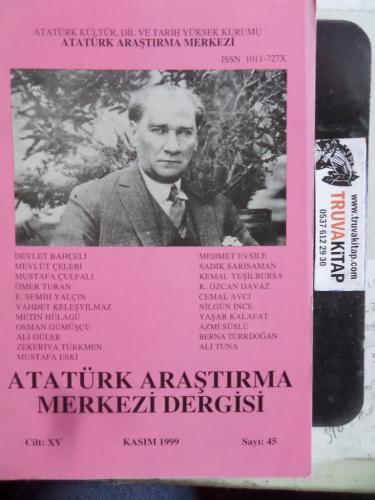 ATATÜRK KÜLTÜR, DİL VE TARİH YÜKSEK KURUMU
ATATÜRK ARAŞTIRMA MERKEZİ
ISSN 1011-727X
DEVLET BAHÇELİ
MEVLÜT ÇELEBİ
MUSTAFA ÇULFALI
ÖMER TURAN
E. SEMİH YALÇIN
VAHDET KELEŞYILMAZ
METİN HÜLAGÜ
OSMAN GÜMÜŞÇÜ
ALİ GÜLER
ZEKERİYA TÜRKMEN
MUSTAFA ESKİ
MEHMET EVSİLE
SADIK SARISAMAN
KEMAL YEŞİLBURSA
K. ÖZCAN DAVAZ
CEMAL AVCI
NİLGÜN İNCE
YAŞAR KALAFAT
AZMİ SÜSLÜ
BERNA TÜRKDOĞAN
ALİ TUNA
ATATÜRK ARAŞTIRMA
MERKEZİ DERGİSİ
Cilt: XV KASIM 1999 Sayı: 45
www.truvakitap.com
TRUVAKiTAP
0537 612 29 30